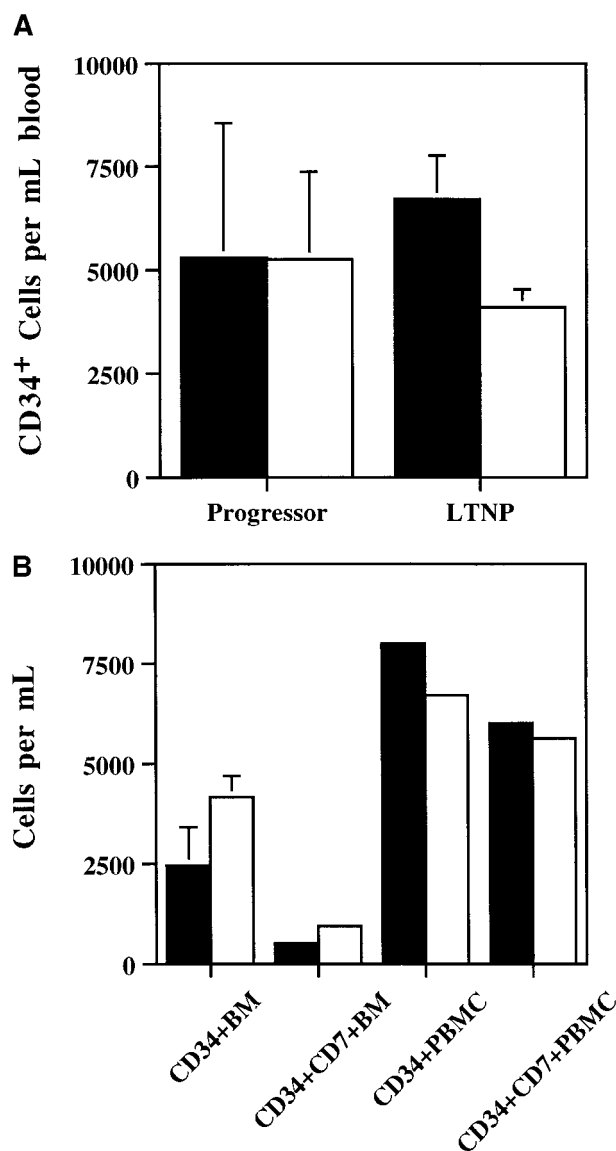 A
CD34+ Cells per mL blood
10000
7500
5000
2500
0
Progressor LTNP
B
Cells per mL
10000
7500
5000
2500
0
CD34+BM
CD34+CD7+BM
CD34+PBMC
CD34+CD7+PBMC